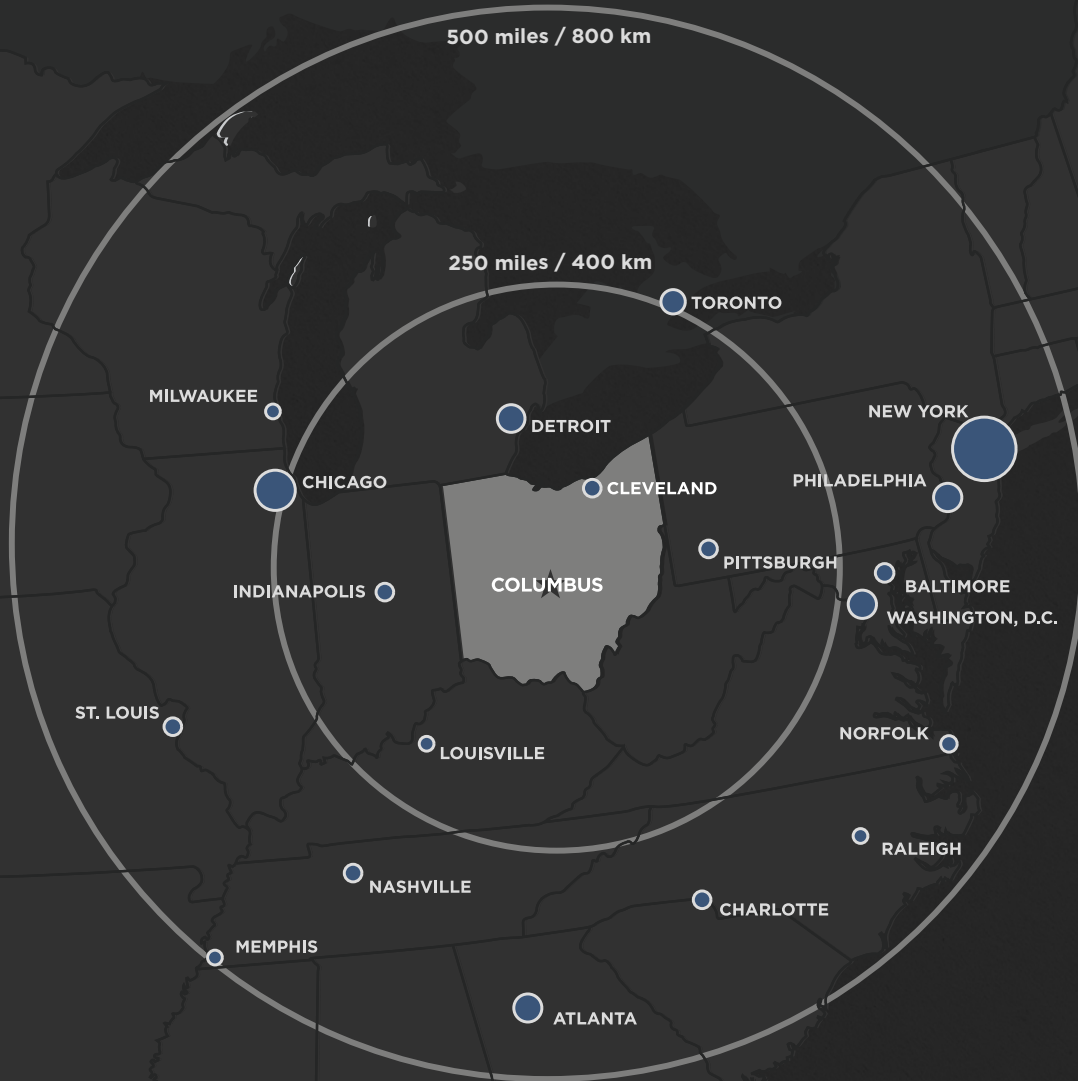 500 miles / 800 km
250 miles / 400 km
TORONTO
MILWAUKEE
NEW YORK
DETROIT
CHICAGO
PHILADELPHIA
CLEVELAND
PITTSBURGH
COLUMBUS
BALTIMORE
INDIANAPOLIS
WASHINGTON, D.C.
ST. LOUIS
NORFOLK
LOUISVILLE
RALEIGH
NASHVILLE
CHARLOTTE
MEMPHIS
ATLANTA